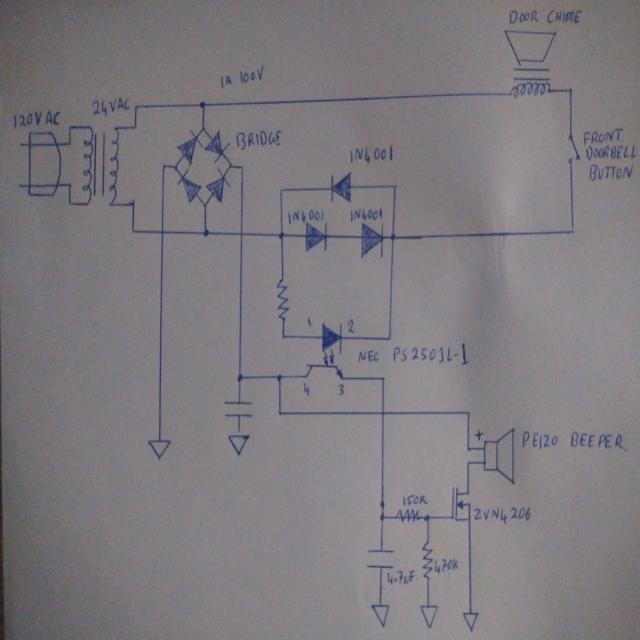 DOOR CHIME
1A 100V
120VAC
24VAC
BRIDGE
1N4001
FRONT
DOORBELL
BUTTON
1N4001
1N4001
1
2
NEC PS2501L-1
4
3
+
PE120 BEEPER.
150K
ZVN4206
4.7uF
470K